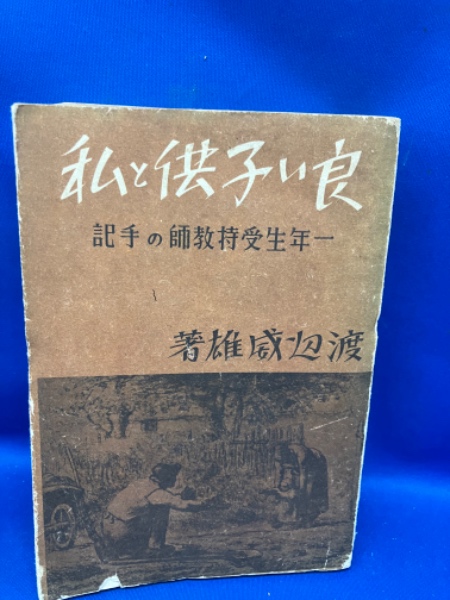 良い子供と私
一年生受持教師の手記
渡辺威雄著